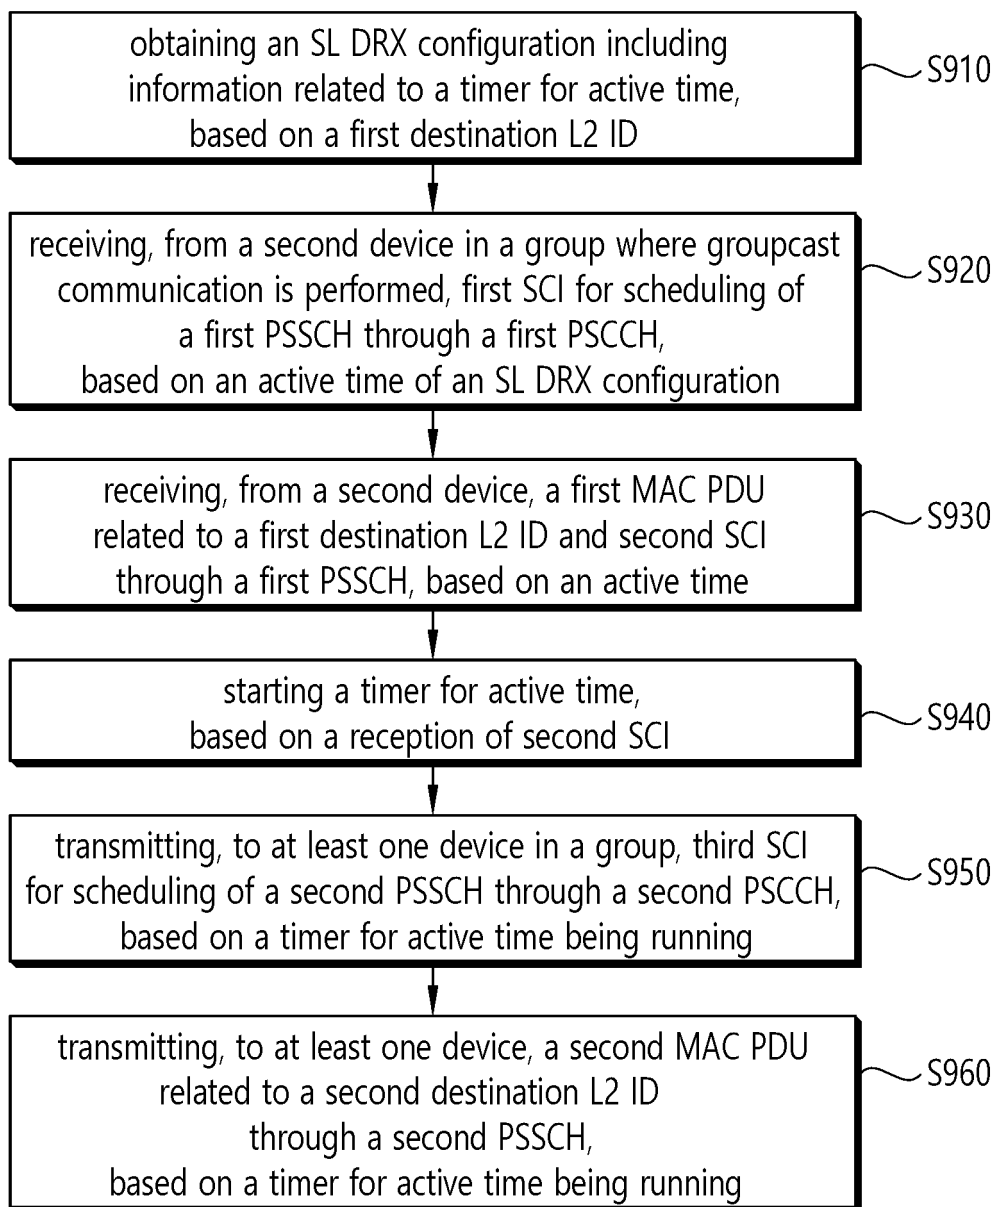 obtaining an SL DRX configuration including
information related to a timer for active time,
based on a first destination L2 ID
S910
receiving, from a second device in a group where groupcast
communication is performed, first SCI for scheduling of
a first PSSCH through a first PSCCH,
based on an active time of an SL DRX configuration
S920
receiving, from a second device, a first MAC PDU
related to a first destination L2 ID and second SCI
through a first PSSCH, based on an active time
S930
starting a timer for active time,
based on a reception of second SCI
S940
transmitting, to at least one device in a group, third SCI
for scheduling of a second PSSCH through a second PSCCH,
based on a timer for active time being running
S950
transmitting, to at least one device, a second MAC PDU
related to a second destination L2 ID
through a second PSSCH,
based on a timer for active time being running
S960